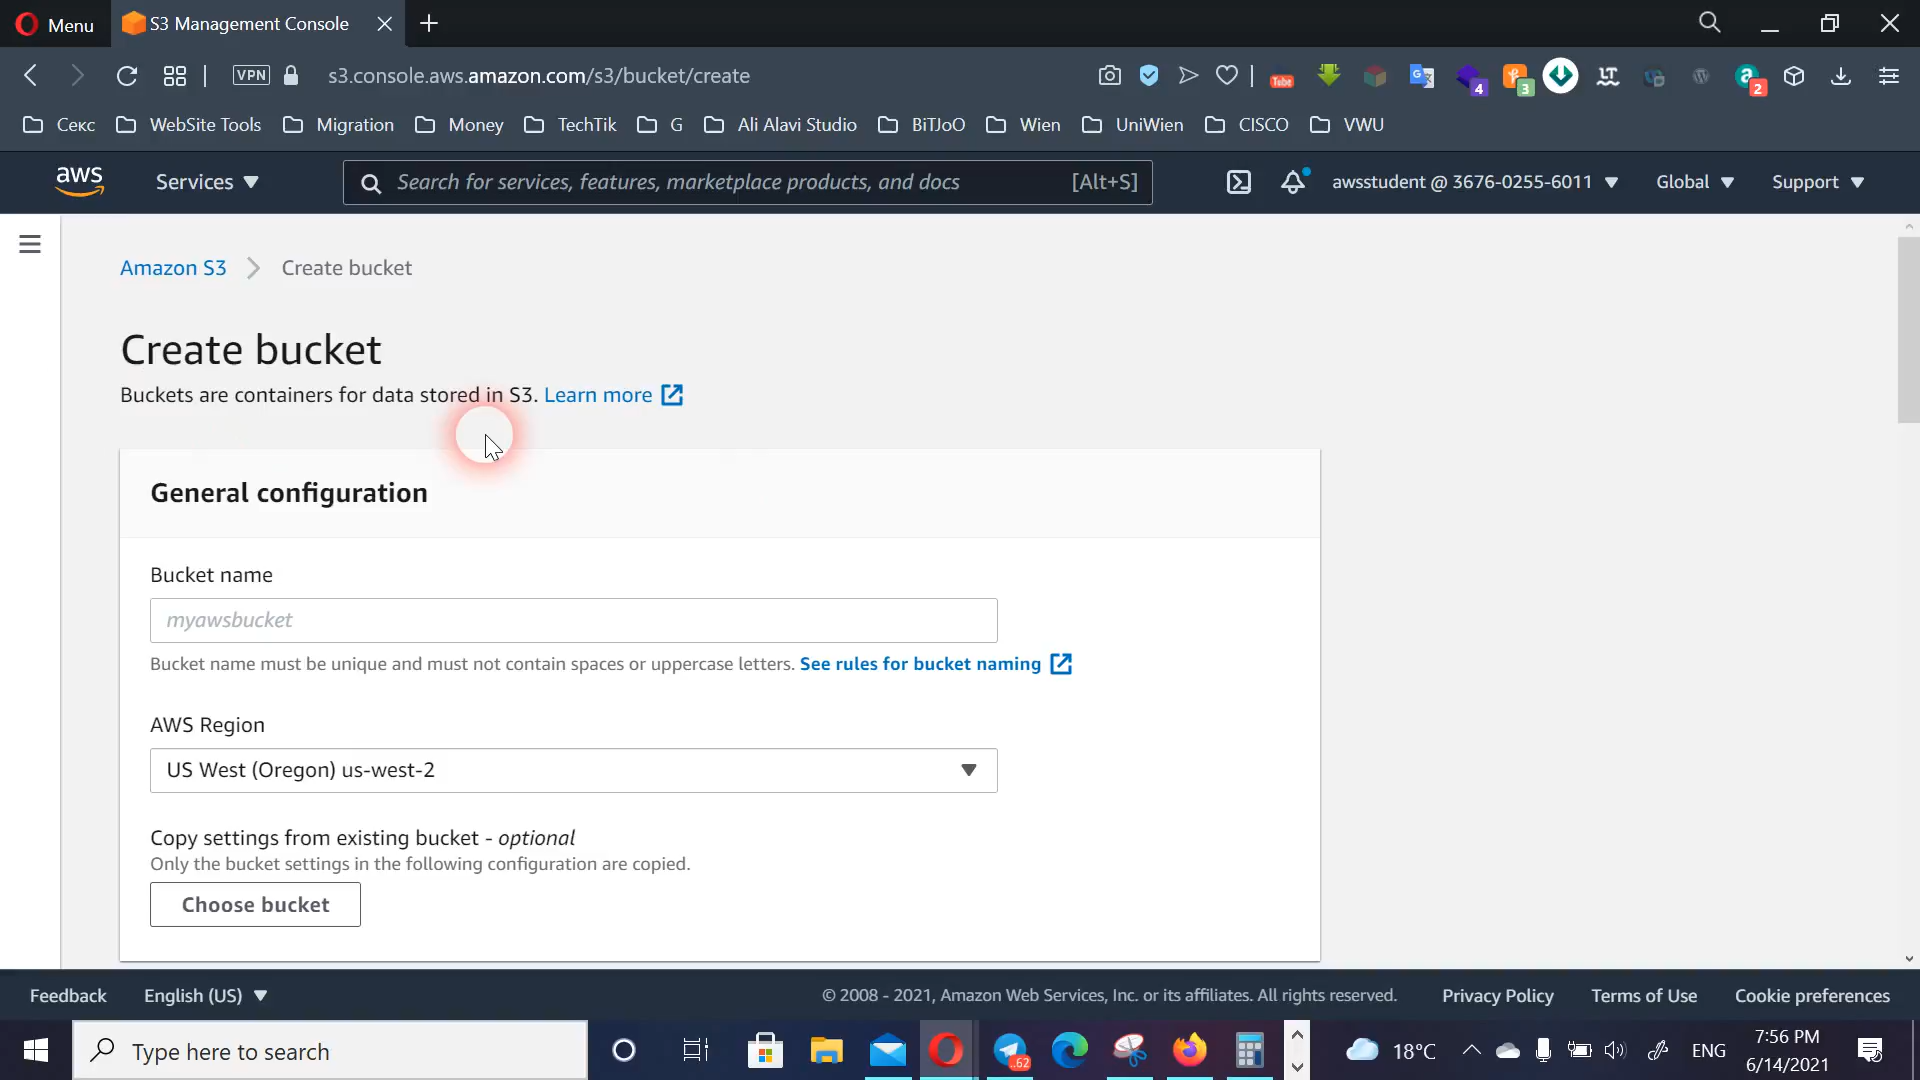 Menu
S3 Management Console
VPN
s3.console.aws.amazon.com/s3/bucket/create
Tube
4
3
LT
a
2
Секс
WebSite Tools
Migration
Money
TechTik
G
Ali Alavi Studio
BiTJoO
Wien
UniWien
CISCO
VWU
aws
Services
Search for services, features, marketplace products, and docs
[Alt+S]
awsstudent @ 3676-0255-6011
Global
Support
Amazon S3
Create bucket
Create bucket
Buckets are containers for data stored in S3. Learn more
General configuration
Bucket name
myawsbucket
Bucket name must be unique and must not contain spaces or uppercase letters. See rules for bucket naming
AWS Region
US West (Oregon) us-west-2
Copy settings from existing bucket - optional
Only the bucket settings in the following configuration are copied.
Choose bucket
Feedback
English (US)
© 2008 - 2021, Amazon Web Services, Inc. or its affiliates. All rights reserved.
Privacy Policy
Terms of Use
Cookie preferences
Type here to search
.62
18°C
ENG
7:56 PM
6/14/2021